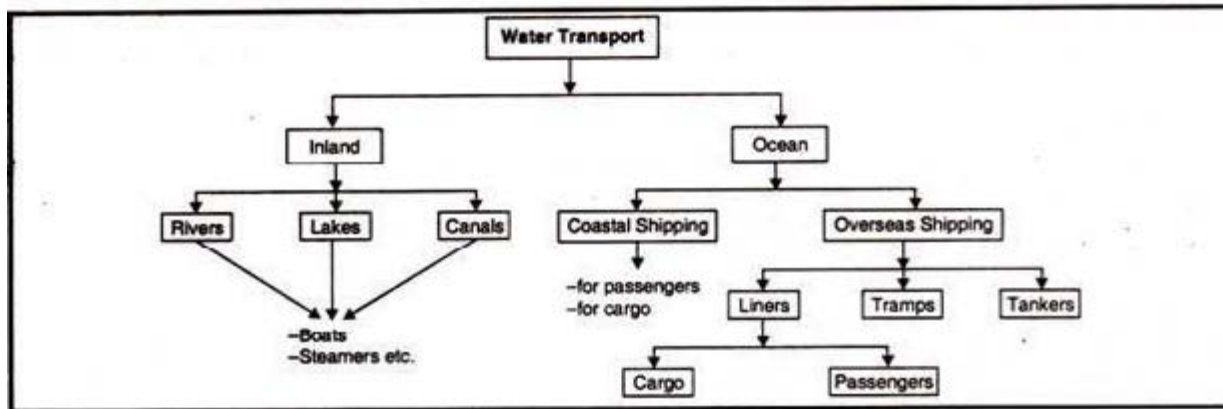 Water Transport
Inland
Ocean
Rivers
Lakes
Canals
Coastal Shipping
Overseas Shipping
–for passengers
–for cargo
Liners
Tramps
Tankers
–Boats
–Steamers etc.
Cargo
Passengers